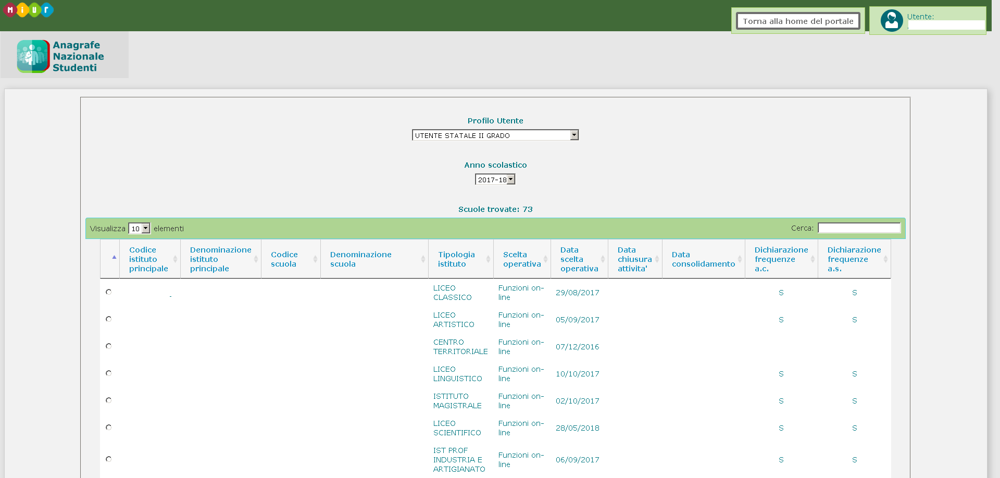 miur
Torna alla home del portale
Utente:
Anagrafe
Nazionale
Studenti
Profilo Utente
UTENTE STATALE II GRADO
Anno scolastico
2017-18
Scuole trovate: 73
Visualizza 10 elementi Cerca:
Codice istituto principale
Denominazione istituto principale
Codice scuola
Denominazione scuola
Tipologia istituto
Scelta operativa
Data scelta operativa
Data chiusura attivita'
Data consolidamento
Dichiarazione frequenze a.c.
Dichiarazione frequenze a.s.
- LICEO CLASSICO Funzioni on-line 29/08/2017 S S
LICEO ARTISTICO Funzioni on-line 05/09/2017 S S
CENTRO TERRITORIALE Funzioni on-line 07/12/2016
LICEO LINGUISTICO Funzioni on-line 10/10/2017 S S
ISTITUTO MAGISTRALE Funzioni on-line 02/10/2017 S S
LICEO SCIENTIFICO Funzioni on-line 28/05/2018 S S
IST PROF INDUSTRIA E ARTIGIANATO Funzioni on-line 06/09/2017 S S